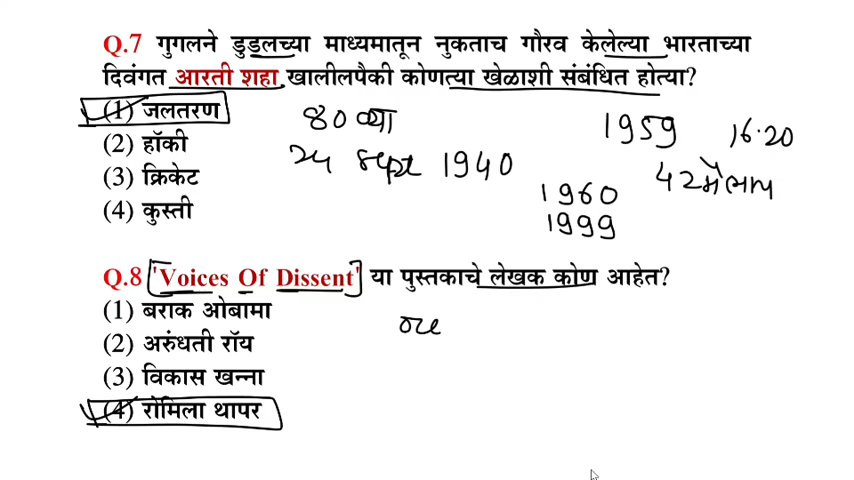 Q.7 गुगलने डुडलच्या माध्यमातून नुकताच गौरव केलेल्या भारताच्या
दिवंगत आरती शहा खालीलपैकी कोणत्या खेळाशी संबंधित होत्या?
(1) जलतरण
80 व्या
1959
16.20
(2) हॉकी
24 sept 1940
42 मैल
(3) क्रिकेट
1960
(4) कुस्ती
1999
Q.8 'Voices Of Dissent' या पुस्तकाचे लेखक कोण आहेत?
(1) बराक ओबामा
(2) अरुंधती रॉय
(3) विकास खन्ना
(4) रोमिला थापर